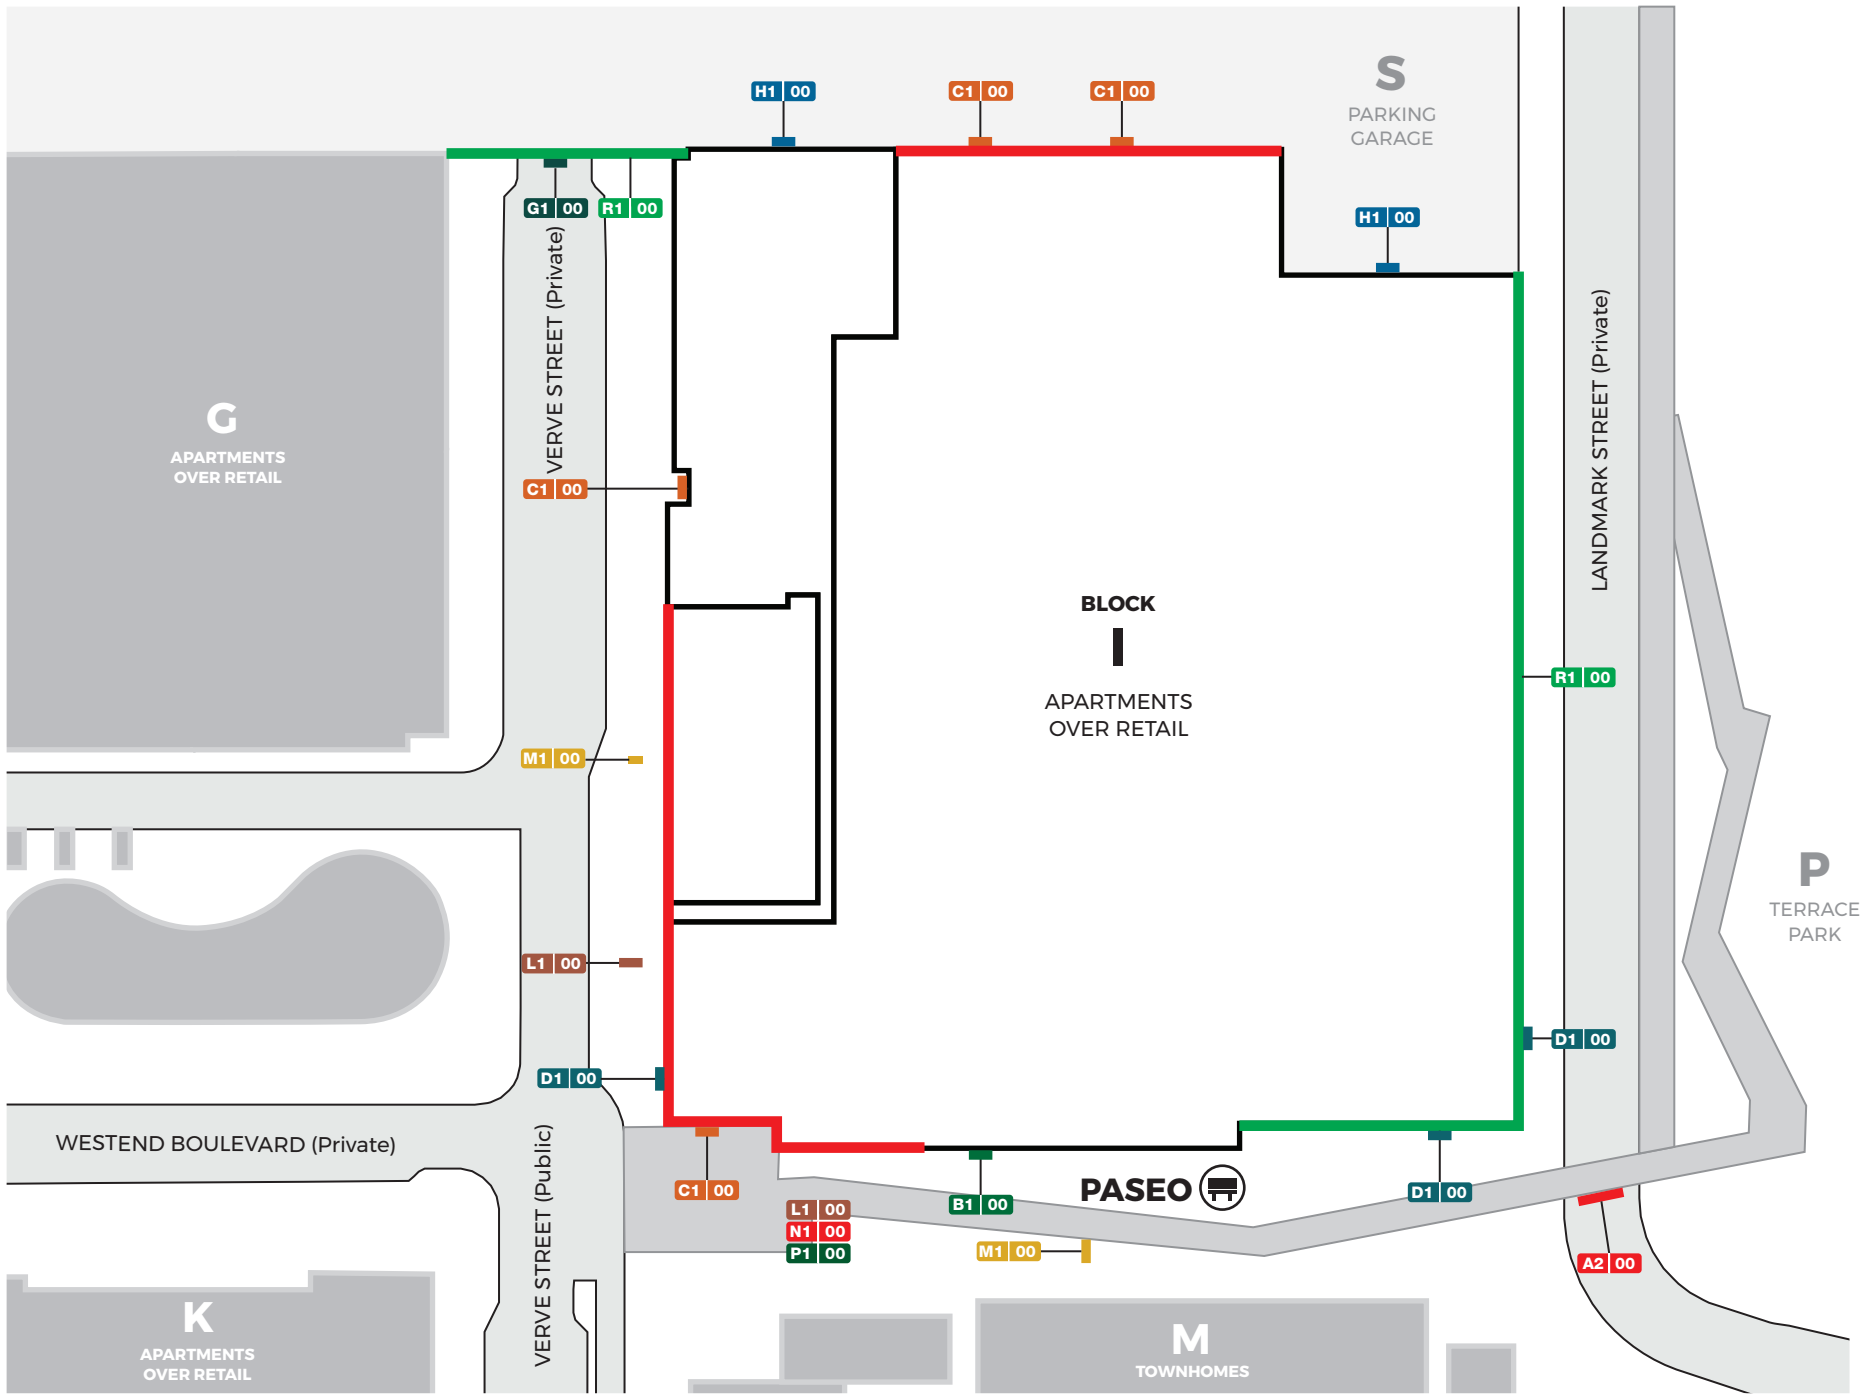 S
PARKING
GARAGE
H1 00
C1 00
C1 00
G1 00
R1 00
H1 00
VERVE STREET (Private)
LANDMARK STREET (Private)
G
APARTMENTS
OVER RETAIL
C1 00
BLOCK
I
APARTMENTS
OVER RETAIL
R1 00
M1 00
P
TERRACE
PARK
L1 00
D1 00
D1 00
WESTEND BOULEVARD (Private)
VERVE STREET (Public)
C1 00
PASEO
D1 00
B1 00
L1 00
N1 00
P1 00
M1 00
A2 00
K
APARTMENTS
OVER RETAIL
M
TOWNHOMES